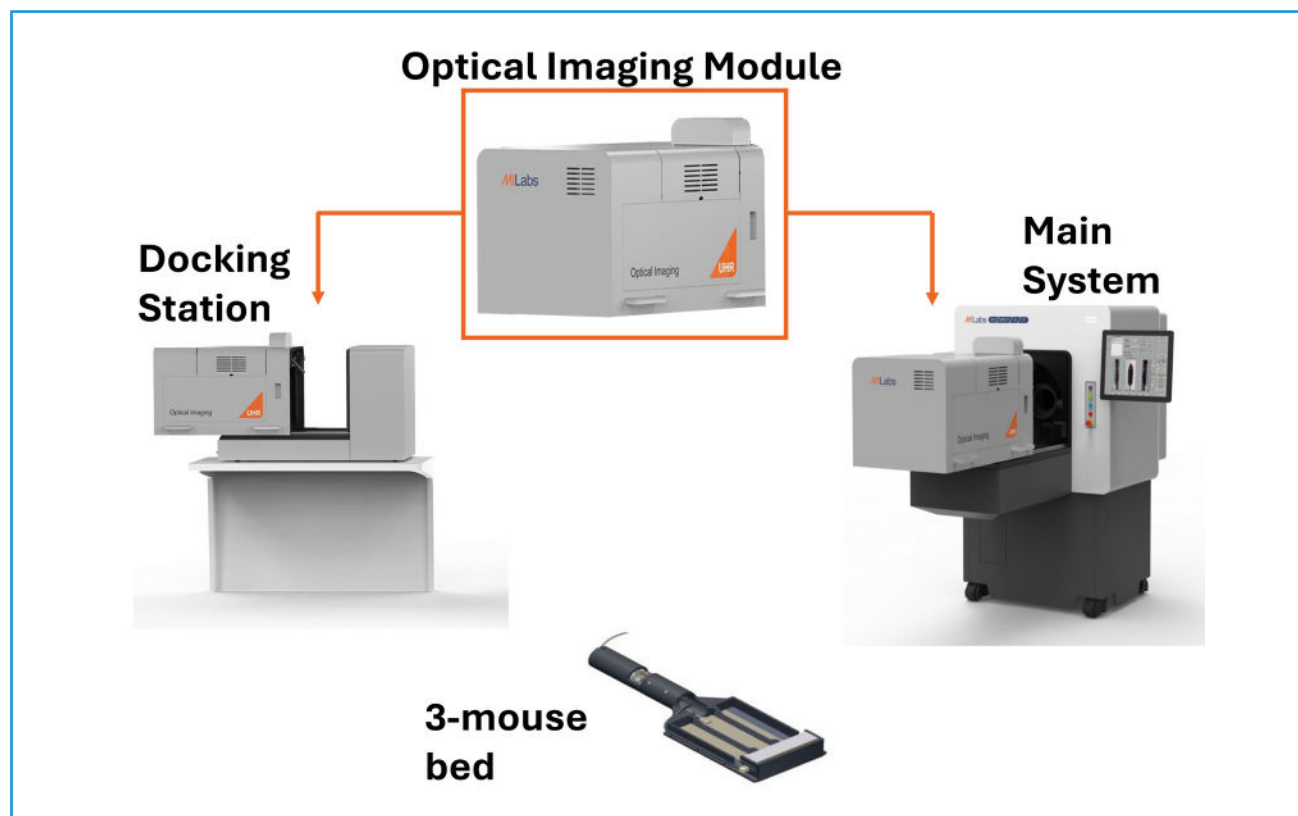 Optical Imaging Module
MILabs
Optical Imaging
UHR
Docking
Station
Optical Imaging
UHR
Main
System
MILabs
MILabs
Optical Imaging
UHR
3-mouse
bed